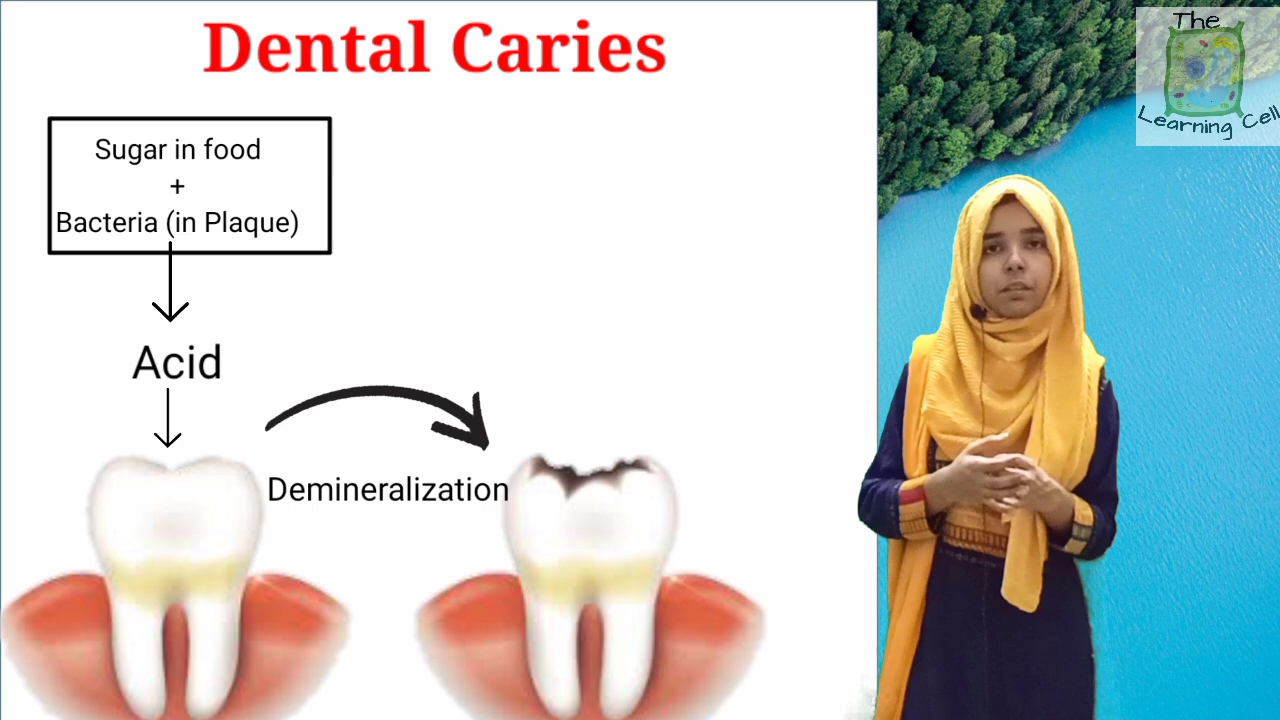 Dental Caries
Sugar in food
+
Bacteria (in Plaque)
Acid
Demineralization
The
Learning Cell